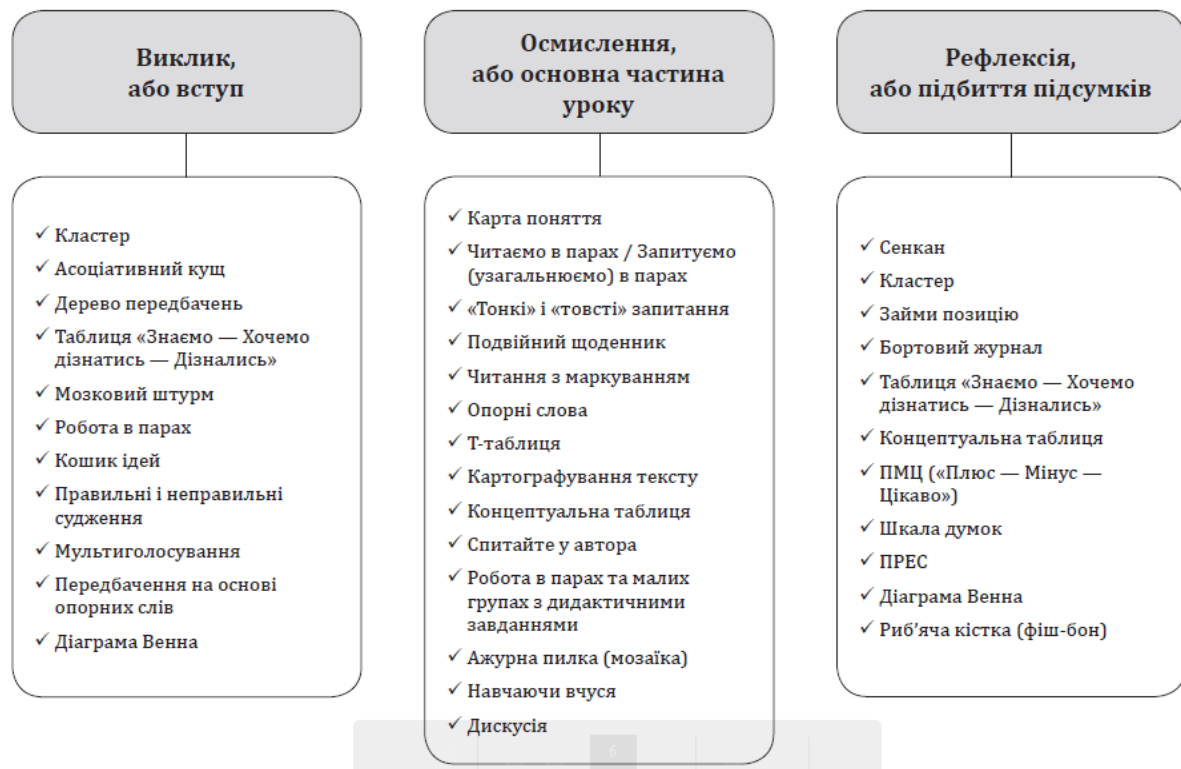 Виклик,
або вступ
✓ Кластер
✓ Асоціативний кущ
✓ Дерево передбачень
✓ Таблиця «Знаємо — Хочемо
дізнатись — Дізнались»
✓ Мозковий штурм
✓ Робота в парах
✓ Кошик ідей
✓ Правильні і неправильні
судження
✓ Мультиголосування
✓ Передбачення на основі
опорних слів
✓ Діаграма Венна
Осмислення,
або основна частина
уроку
✓ Карта поняття
✓ Читаємо в парах / Запитуємо
(узагальнюємо) в парах
✓ «Тонкі» і «товсті» запитання
✓ Подвійний щоденник
✓ Читання з маркуванням
✓ Опорні слова
✓ Т-таблиця
✓ Картографування тексту
✓ Концептуальна таблиця
✓ Спитайте у автора
✓ Робота в парах та малих
групах з дидактичними
завданнями
✓ Ажурна пилка (мозаїка)
✓ Навчаючи вчуся
✓ Дискусія
Рефлексія,
або підбиття підсумків
✓ Сенкан
✓ Кластер
✓ Займи позицію
✓ Бортовий журнал
✓ Таблиця «Знаємо — Хочемо
дізнатись — Дізнались»
✓ Концептуальна таблиця
✓ ПМЦ («Плюс — Мінус —
Цікаво»)
✓ Шкала думок
✓ ПРЕС
✓ Діаграма Венна
✓ Риб’яча кістка (фіш-бон)
6